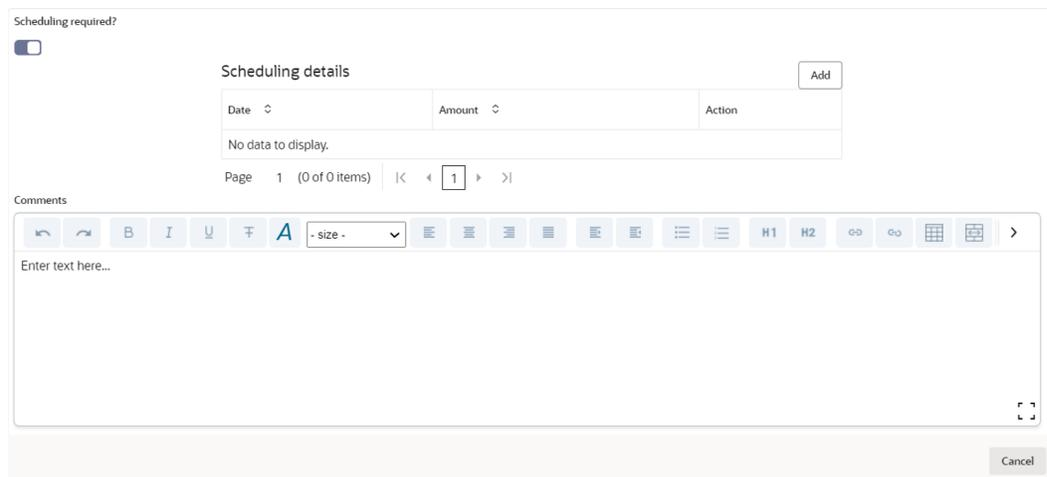 Scheduling required?
Scheduling details
Add
Date Amount Action
No data to display.
Page 1 (0 of 0 items) 1
Comments
B I U T A - size - H1 H2
Enter text here...
Cancel